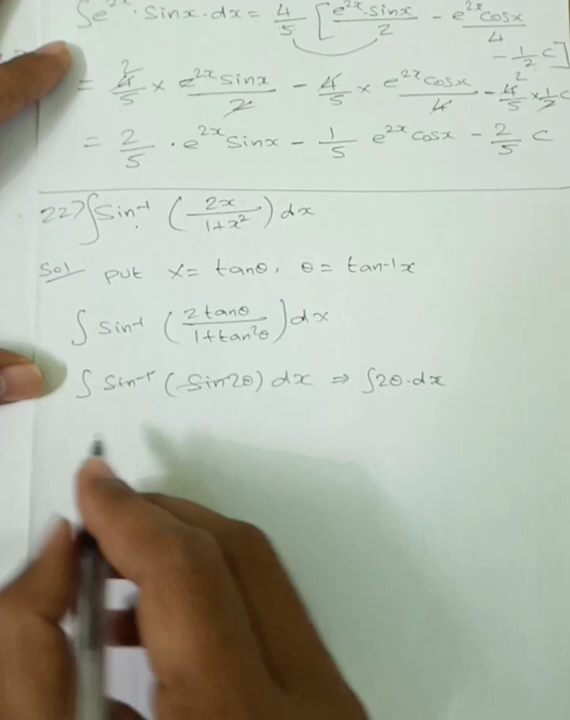 ∫e^{2x} · sinx · dx = 4/5 [e^{2x}·sinx/2 - e^{2x}cosx/4 - 1/2 C]
= 4/5 × e^{2x}sinx/2 - 4/5 × e^{2x}cosx/4 - 4/5 × 1/2 C
= 2/5 · e^{2x} sinx - 1/5 e^{2x} cosx - 2/5 C
22) ∫sin⁻¹ (2x/1+x²) dx
Sol put x = tanθ, θ = tan⁻¹x
∫ sin⁻¹ (2tanθ/1+tan²θ) dx
∫ sin⁻¹ (sin2θ) dx ⇒ ∫2θ·dx